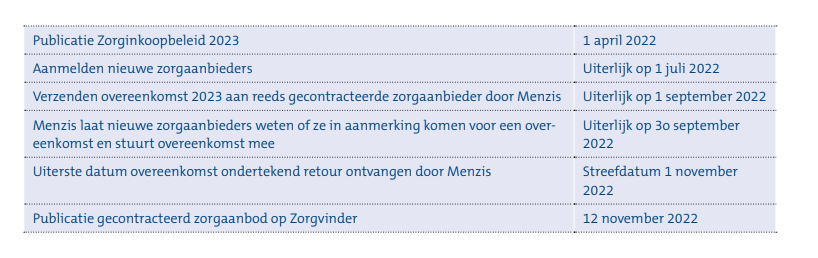 Publicatie Zorginkoopbeleid 2023 1 april 2022
Aanmelden nieuwe zorgaanbieders Uiterlijk op 1 juli 2022
Verzenden overeenkomst 2023 aan reeds gecontracteerde zorgaanbieder door Menzis Uiterlijk op 1 september 2022
Menzis laat nieuwe zorgaanbieders weten of ze in aanmerking komen voor een over-
eenkomst en stuurt overeenkomst mee
Uiterlijk op 3o september
2022
Uiterste datum overeenkomst ondertekend retour ontvangen door Menzis
Streefdatum 1 november
2022
Publicatie gecontracteerd zorgaanbod op Zorgvinder 12 november 2022